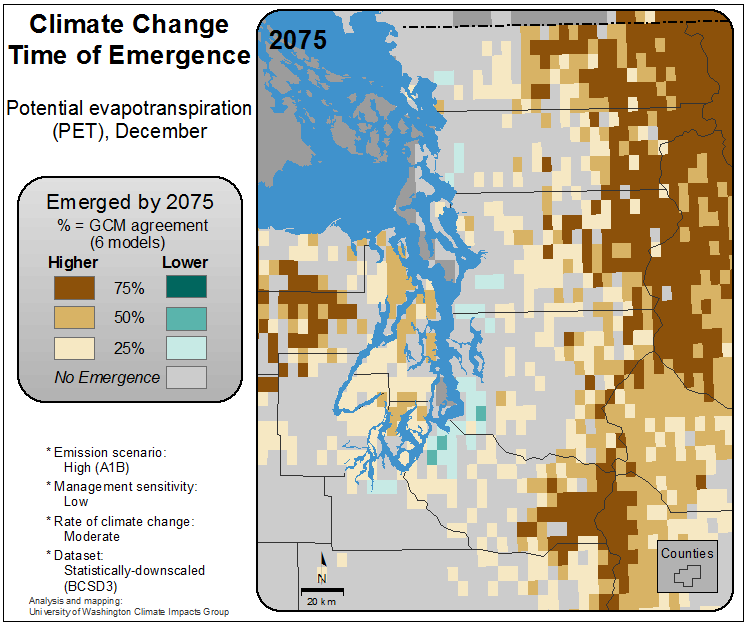 Climate Change
Time of Emergence
Potential evapotranspiration
(PET), December
Emerged by 2075
% = GCM agreement
(6 models)
Higher Lower
75%
50%
25%
No Emergence
* Emission scenario:
High (A1B)
* Management sensitivity:
Low
* Rate of climate change:
Moderate
* Dataset:
Statistically-downscaled
(BCSD3)
Analysis and mapping:
University of Washington Climate Impacts Group
2075
N
20 km
Counties